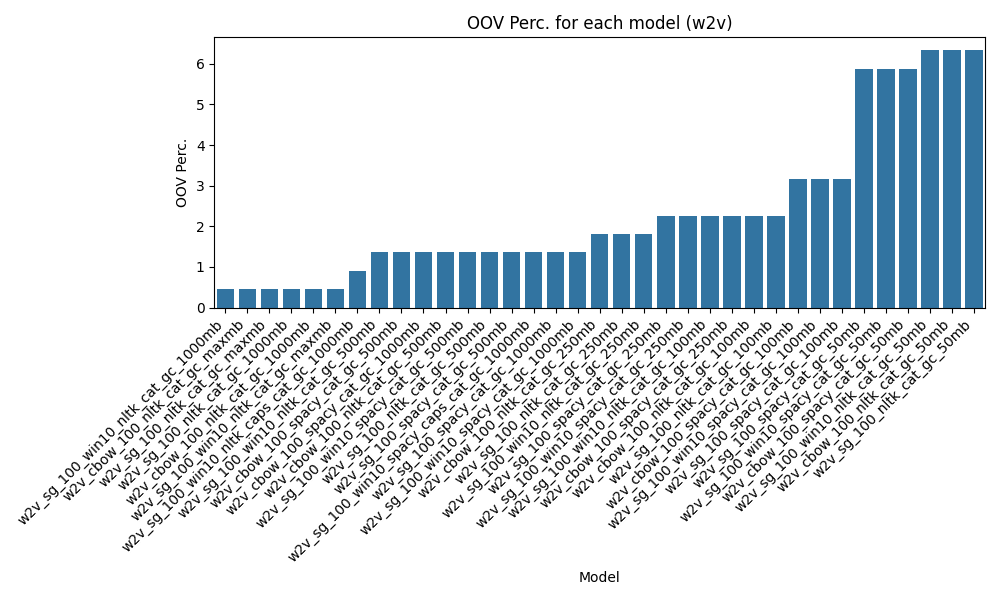 OOV Perc. for each model (w2v)
OOV Perc.
6
5
4
3
2
1
0
w2v_sg_100_win10_nltk_cat_gc_1000mb
w2v_cbow_100_nltk_cat_gc_maxmb
w2v_sg_100_nltk_cat_gc_maxmb
w2v_sg_100_nltk_cat_gc_1000mb
w2v_cbow_100_nltk_cat_gc_1000mb
w2v_sg_100_win10_nltk_cat_gc_maxmb
w2v_sg_100_win10_nltk_caps_cat_gc_1000mb
w2v_sg_100_win10_nltk_cat_gc_500mb
w2v_cbow_100_spacy_cat_gc_500mb
w2v_cbow_100_spacy_cat_gc_1000mb
w2v_cbow_100_nltk_cat_gc_500mb
w2v_sg_100_win10_spacy_cat_gc_500mb
w2v_sg_100_nltk_cat_gc_500mb
w2v_sg_100_spacy_cat_gc_500mb
w2v_sg_100_win10_spacy_caps_cat_gc_1000mb
w2v_sg_100_spacy_cat_gc_1000mb
w2v_sg_100_win10_spacy_cat_gc_1000mb
w2v_cbow_100_nltk_cat_gc_250mb
w2v_sg_100_nltk_cat_gc_250mb
w2v_sg_100_win10_nltk_cat_gc_250mb
w2v_sg_100_spacy_cat_gc_250mb
w2v_sg_100_win10_spacy_cat_gc_250mb
w2v_sg_100_win10_nltk_cat_gc_100mb
w2v_cbow_100_spacy_cat_gc_250mb
w2v_cbow_100_nltk_cat_gc_100mb
w2v_sg_100_nltk_cat_gc_100mb
w2v_cbow_100_spacy_cat_gc_100mb
w2v_sg_100_win10_spacy_cat_gc_100mb
w2v_sg_100_spacy_cat_gc_100mb
w2v_sg_100_spacy_cat_gc_50mb
w2v_sg_100_win10_spacy_cat_gc_50mb
w2v_cbow_100_spacy_cat_gc_50mb
w2v_sg_100_win10_nltk_cat_gc_50mb
w2v_cbow_100_nltk_cat_gc_50mb
w2v_sg_100_nltk_cat_gc_50mb
Model